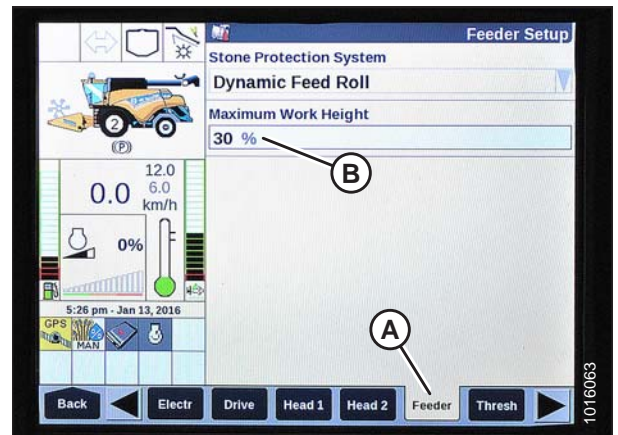 Feeder Setup
Stone Protection System
Dynamic Feed Roll
Maximum Work Height
30 %
B
2
(P)
12.0
0.0 6.0
km/h
0%
5:26 pm - Jan 13, 2016
GPS
MAN
A
Back Electr Drive Head 1 Head 2 Feeder Thresh
1016063